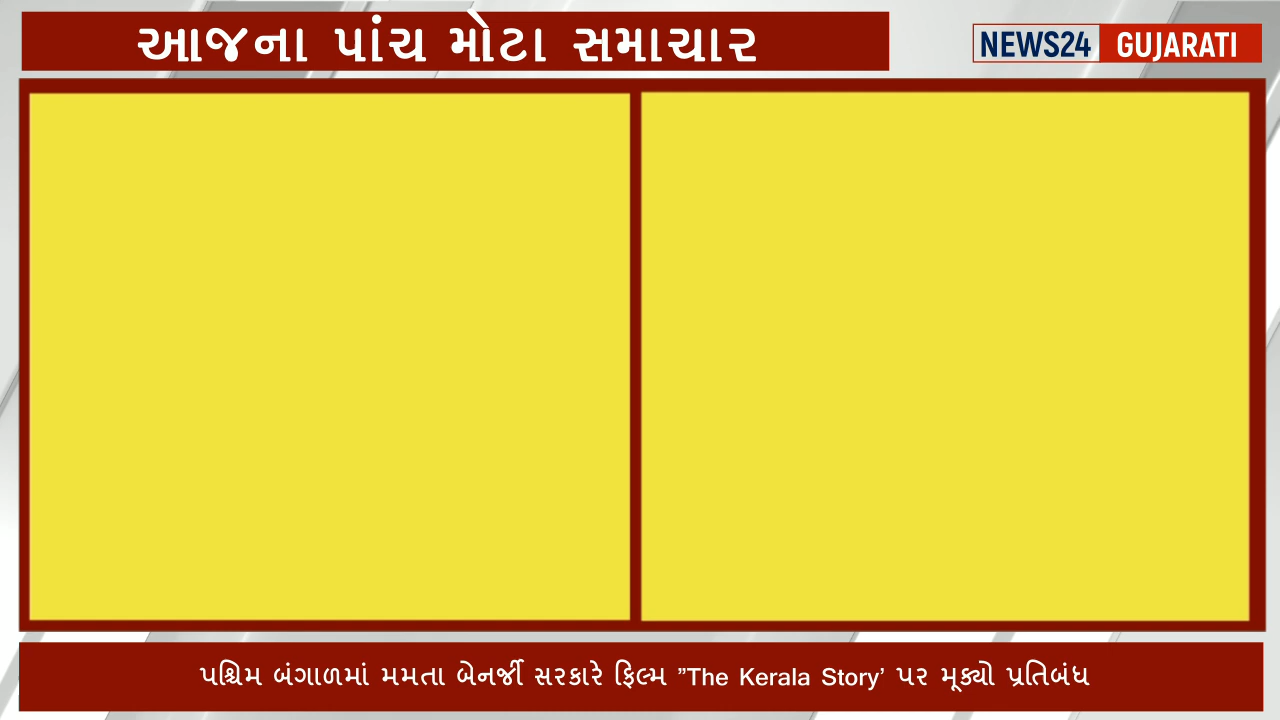 આજના પાંચ મોટા સમાચાર
NEWS24 GUJARATI
પશ્ચિમ બંગાળમાં મમતા બેનર્જી સરકારે ફિલ્મ ”The Kerala Story’ પર મૂક્યો પ્રતિબંધ